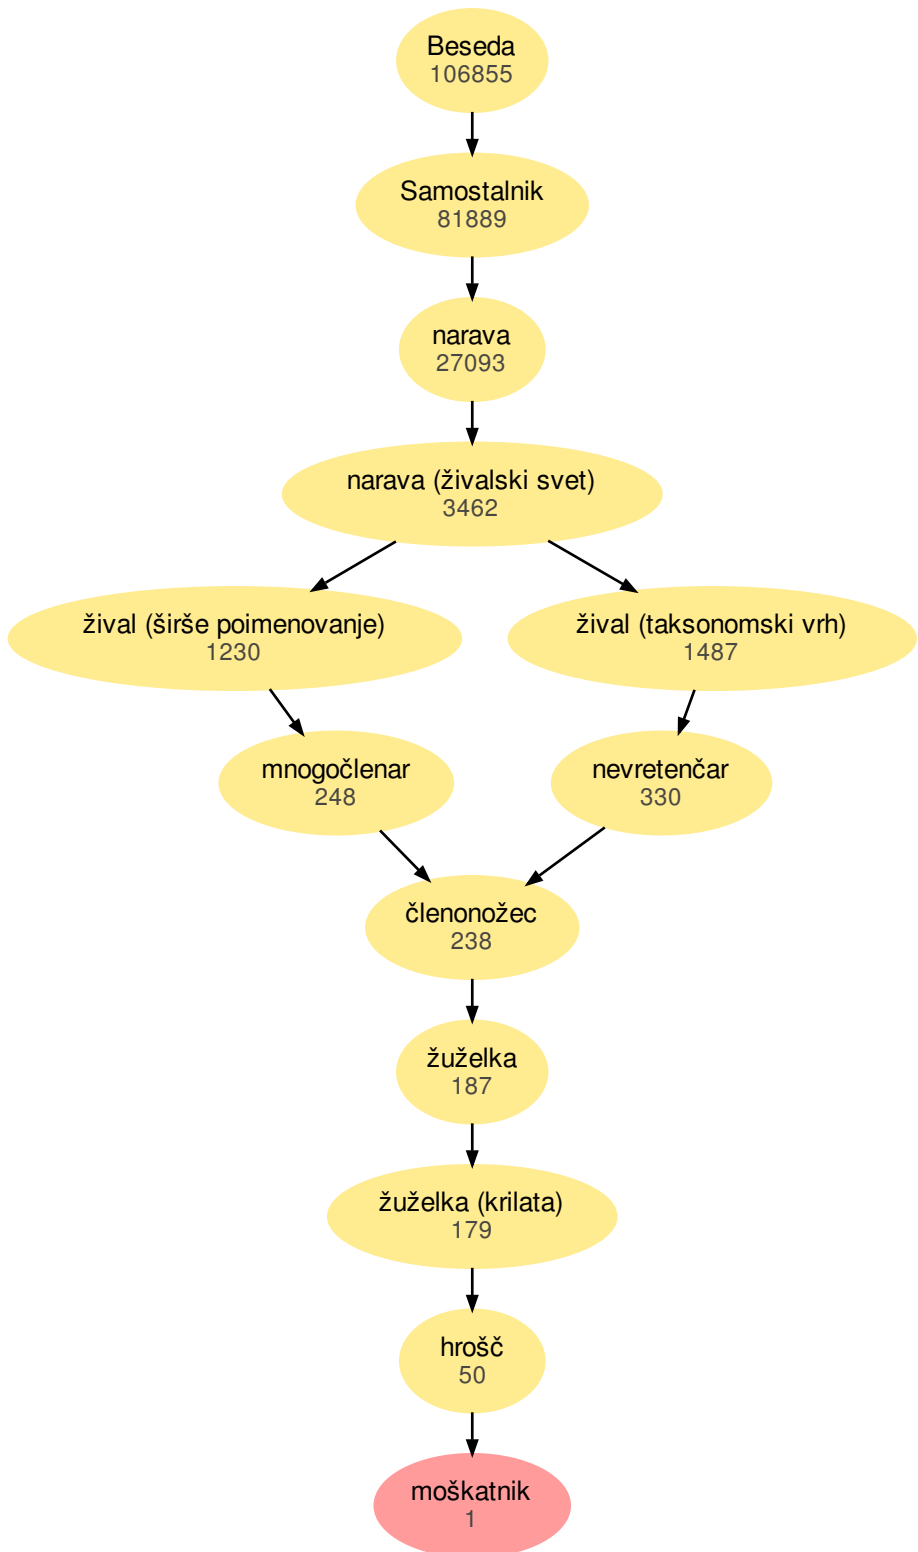 Beseda
106855
Samostalnik
81889
narava
27093
narava (živalski svet)
3462
žival (širše poimenovanje)
1230
žival (taksonomski vrh)
1487
mnogočlenar
248
nevretenčar
330
členonožec
238
žuželka
187
žuželka (krilata)
179
hrošč
50
moškatnik
1